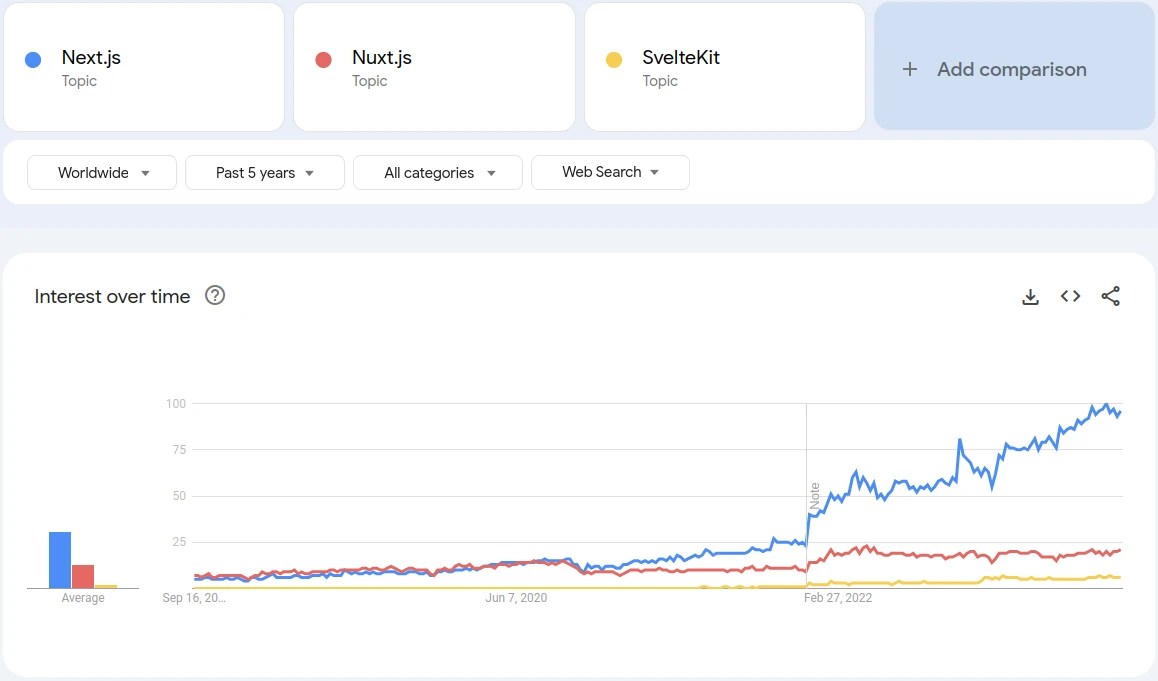 Next.js
Topic
Nuxt.js
Topic
SvelteKit
Topic
+ Add comparison
Worldwide
Past 5 years
All categories
Web Search
Interest over time ?
100
75
50
25
Note
Average
Sep 16, 20...
Jun 7, 2020
Feb 27, 2022